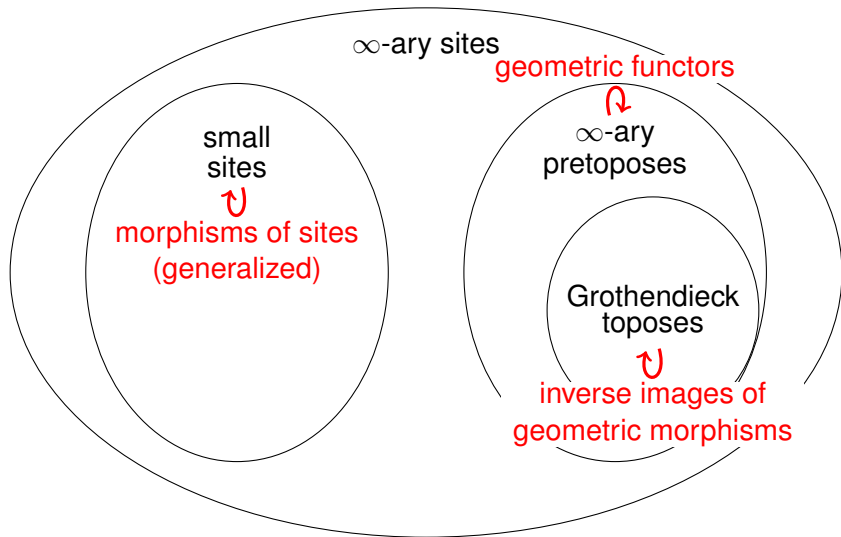 ∞-ary sites
geometric functors
small
sites
morphisms of sites
(generalized)
∞-ary
pretoposes
Grothendieck
toposes
inverse images of
geometric morphisms